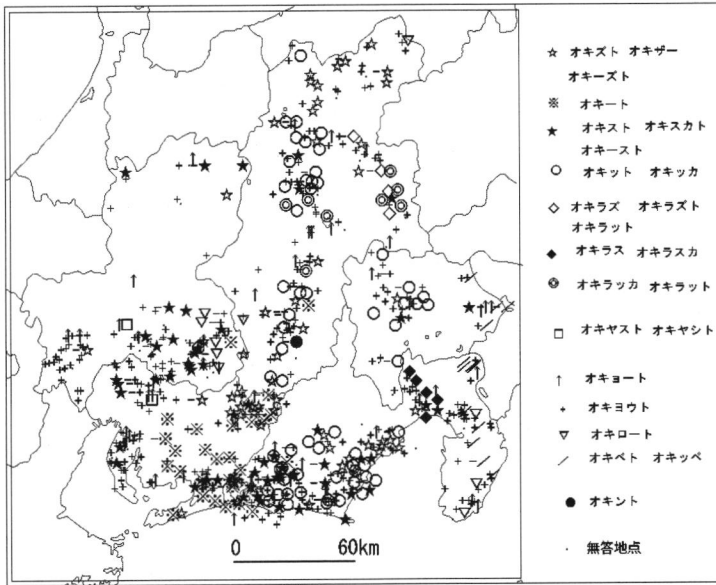 ☆ オキズト オキザー
オキーズト
※ オキート
★ オキスト オキスカト
オキースト
○ オキット オキッカ
◇ オキラズ オキラズト
オキラット
◆ オキラス オキラスカ
◎ オキラッカ オキラット
□ オキヤスト オキヤシト
↑ オキョート
+ オキヨウト
▽ オキロート
／ オキベト オキッペ
● オキント
. 無答地点
0 60km